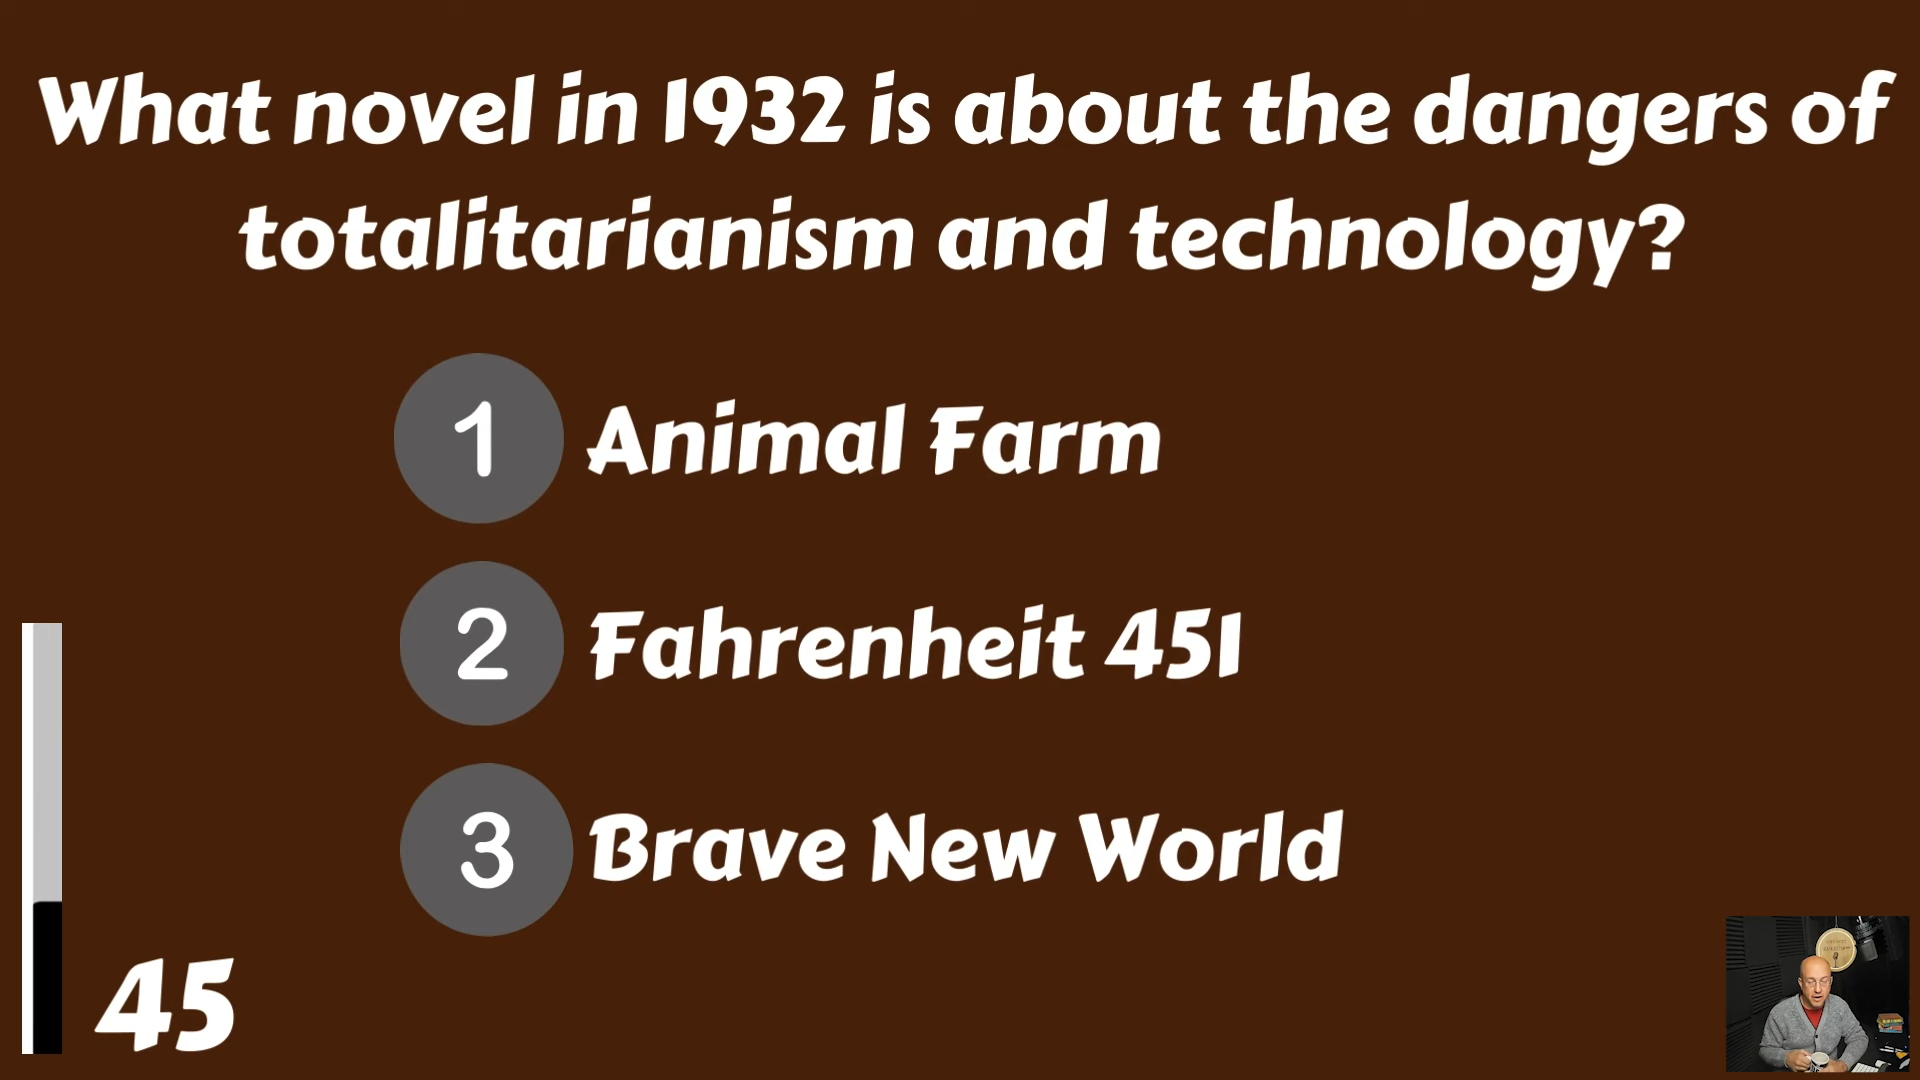 What novel in 1932 is about the dangers of
totalitarianism and technology?
1 Animal Farm
2 Fahrenheit 451
3 Brave New World
45